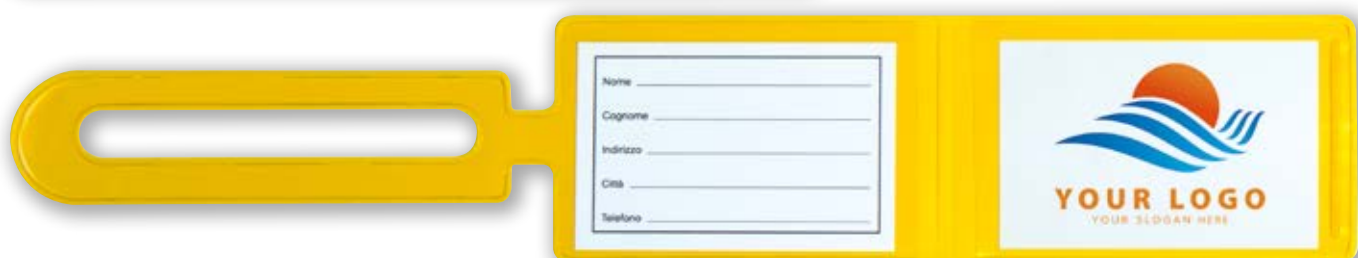 Nome
Cognome
Indirizzo
Città
Telefono
YOUR LOGO
YOUR SLOGAN HERE